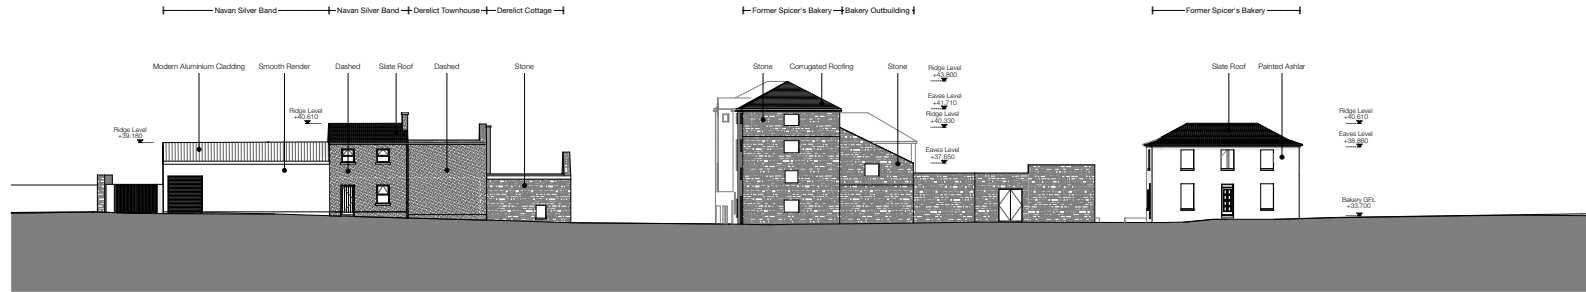 Navan Silver Band
Navan Silver Band
Derelict Townhouse
Derelict Cottage
Former Spicer's Bakery
Bakery Outbuilding
Former Spicer's Bakery
Modern Aluminium Cladding
Smooth Render
Dashed
Slate Roof
Dashed
Stone
Stone
Corrugated Roofing
Stone
Slate Roof
Painted Ashlar
Ridge Level
+39.180
Ridge Level
+40.610
Ridge Level
+43.800
Eaves Level
+41.710
Ridge Level
+40.330
Eaves Level
+37.650
Ridge Level
+40.610
Eaves Level
+38.860
Bakery GFL
+33.700